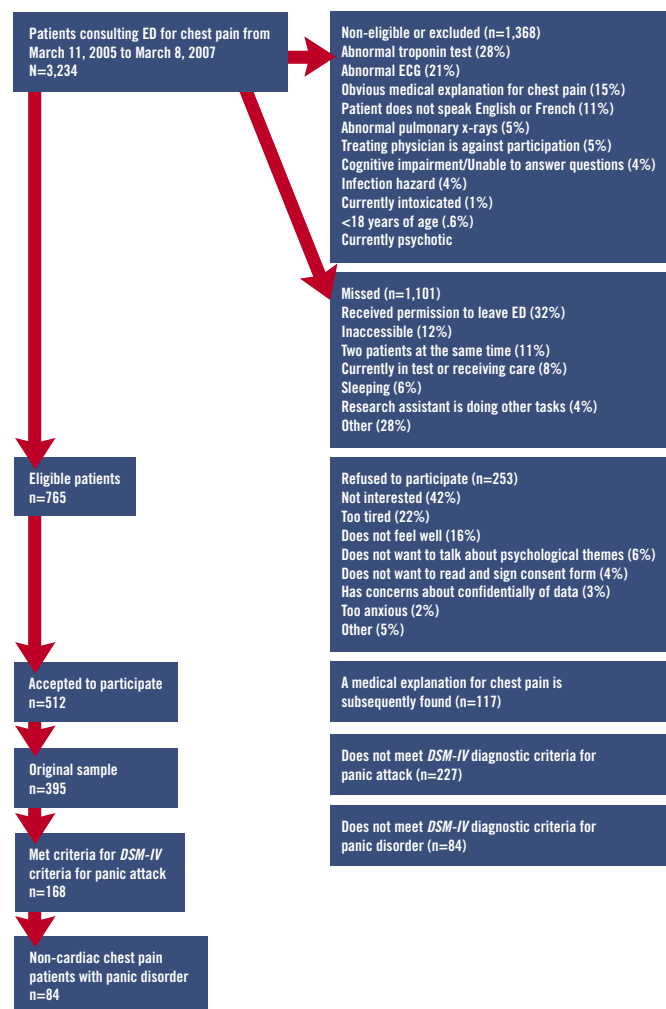 Patients consulting ED for chest pain from
March 11, 2005 to March 8, 2007
N=3,234
Non-eligible or excluded (n=1,368)
Abnormal troponin test (28%)
Abnormal ECG (21%)
Obvious medical explanation for chest pain (15%)
Patient does not speak English or French (11%)
Abnormal pulmonary x-rays (5%)
Treating physician is against participation (5%)
Cognitive impairment/Unable to answer questions (4%)
Infection hazard (4%)
Currently intoxicated (1%)
<18 years of age (.6%)
Currently psychotic
Missed (n=1,101)
Received permission to leave ED (32%)
Inaccessible (12%)
Two patients at the same time (11%)
Currently in test or receiving care (8%)
Sleeping (6%)
Research assistant is doing other tasks (4%)
Other (28%)
Eligible patients
n=765
Refused to participate (n=253)
Not interested (42%)
Too tired (22%)
Does not feel well (16%)
Does not want to talk about psychological themes (6%)
Does not want to read and sign consent form (4%)
Has concerns about confidentially of data (3%)
Too anxious (2%)
Other (5%)
Accepted to participate
n=512
A medical explanation for chest pain is
subsequently found (n=117)
Original sample
n=395
Does not meet DSM-IV diagnostic criteria for
panic attack (n=227)
Met criteria for DSM-IV
criteria for panic attack
n=168
Does not meet DSM-IV diagnostic criteria for
panic disorder (n=84)
Non-cardiac chest pain
patients with panic disorder
n=84